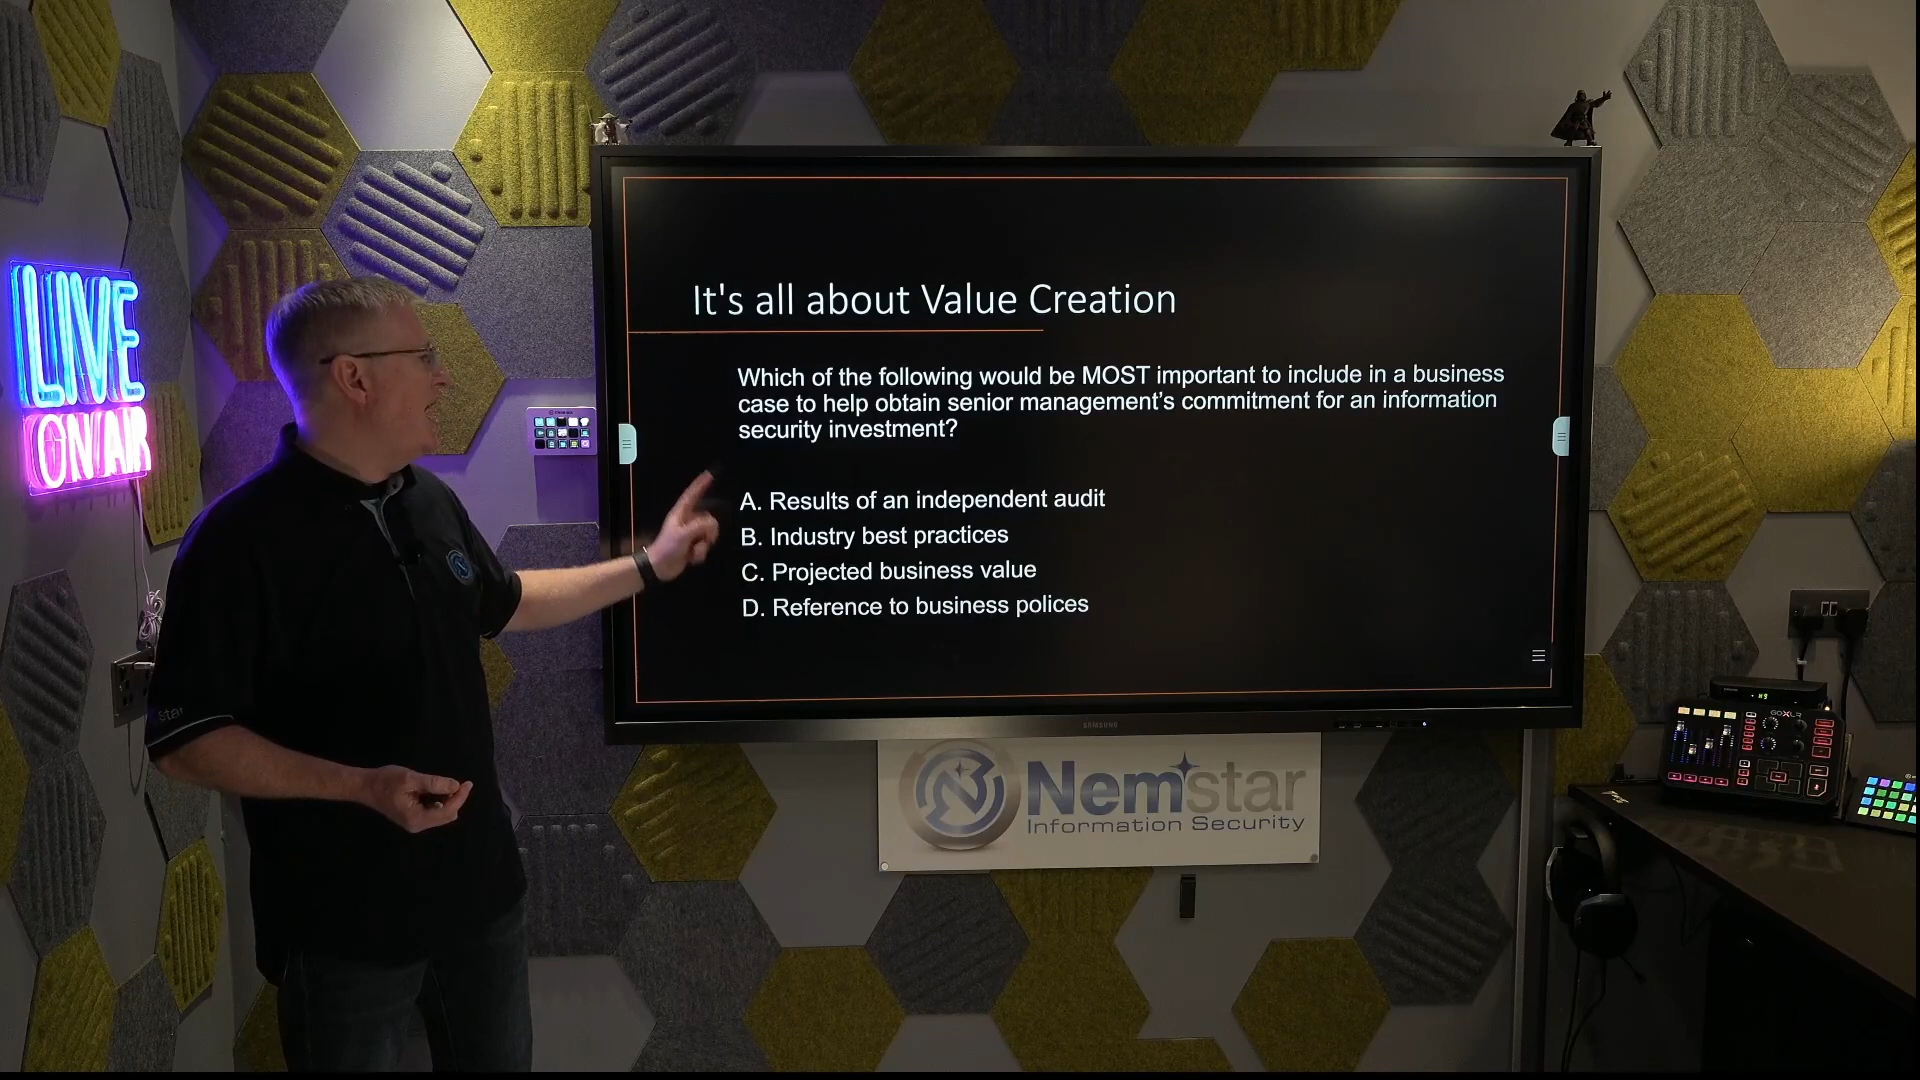 LIVE
ON AIR
It's all about Value Creation
Which of the following would be MOST important to include in a business
case to help obtain senior management's commitment for an information
security investment?
A. Results of an independent audit
B. Industry best practices
C. Projected business value
D. Reference to business polices
SAMSUNG
Nemstar
Information Security
star
GOXLR